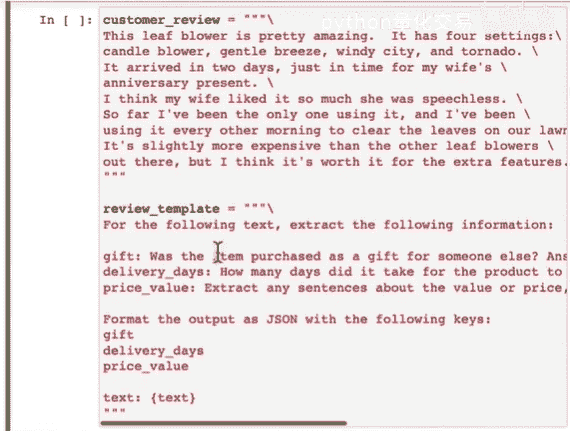 In [ ]: customer_review = """\
This leaf blower is pretty amazing.  It has four settings:\
candle blower, gentle breeze, windy city, and tornado. \
It arrived in two days, just in time for my wife's \
anniversary present. \
I think my wife liked it so much she was speechless. \
So far I've been the only one using it, and I've been \
using it every other morning to clear the leaves on our lawn
It's slightly more expensive than the other leaf blowers \
out there, but I think it's worth it for the extra features.
"""
review_template = """\
For the following text, extract the following information:
gift: Was the item purchased as a gift for someone else? Ans
delivery_days: How many days did it take for the product to
price_value: Extract any sentences about the value or price,
Format the output as JSON with the following keys:
gift
delivery_days
price_value
text: {text}
"""